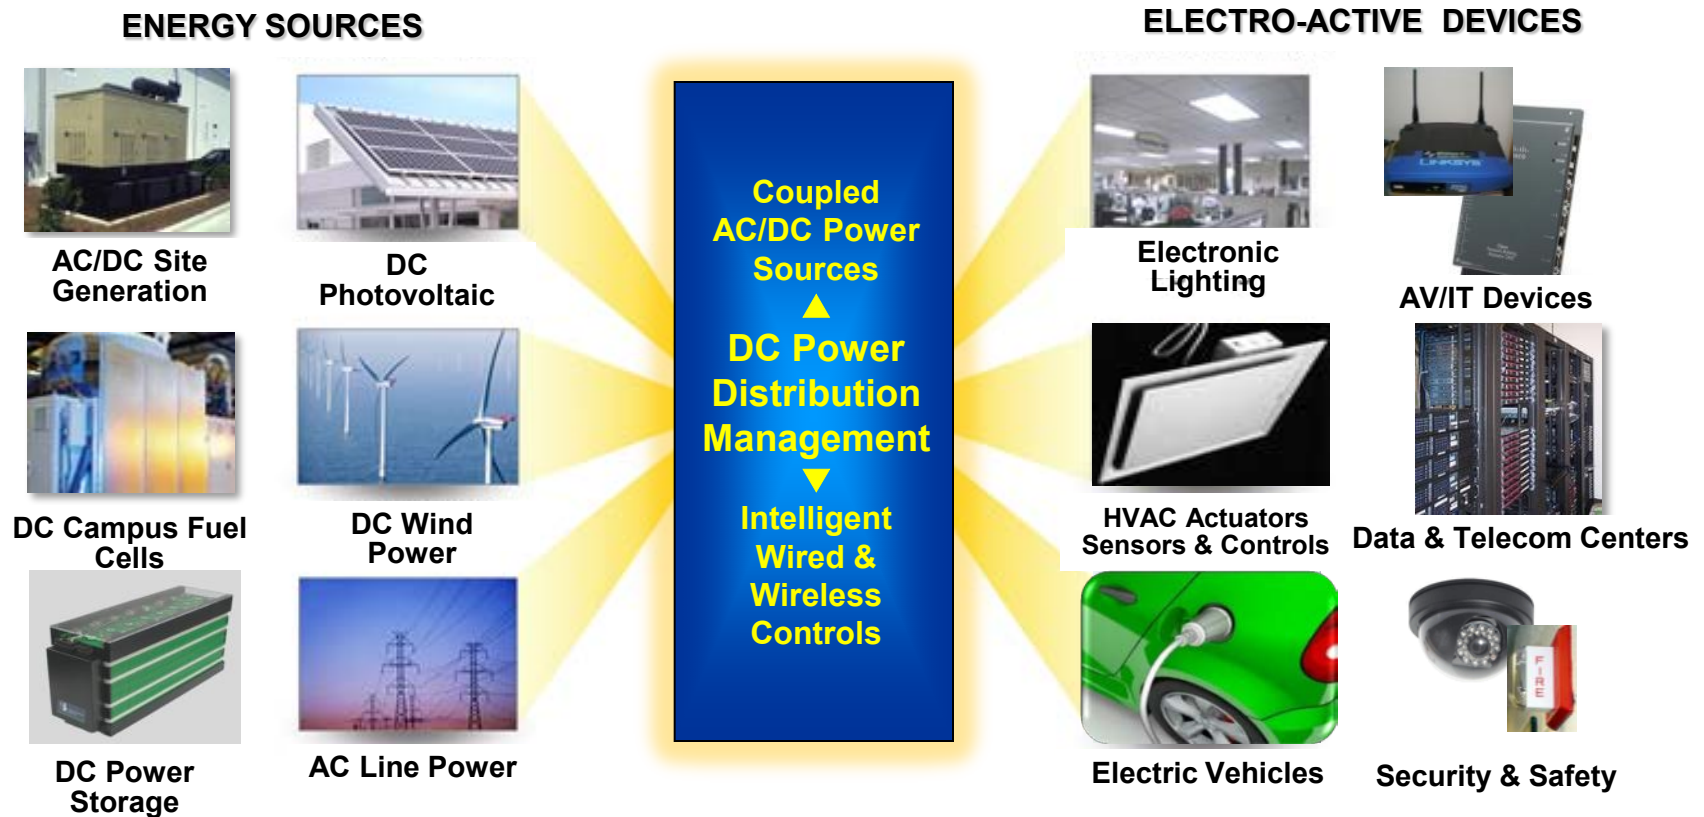 ENERGY SOURCES
ELECTRO-ACTIVE DEVICES
AC/DC Site
Generation
DC
Photovoltaic
DC Campus Fuel
Cells
DC Wind
Power
DC Power
Storage
AC Line Power
Coupled
AC/DC Power
Sources
DC Power
Distribution
Management
Intelligent
Wired &
Wireless
Controls
Electronic
Lighting
LINKSYS
AV/IT Devices
HVAC Actuators
Sensors & Controls
Data & Telecom Centers
Electric Vehicles
FIRE
Security & Safety